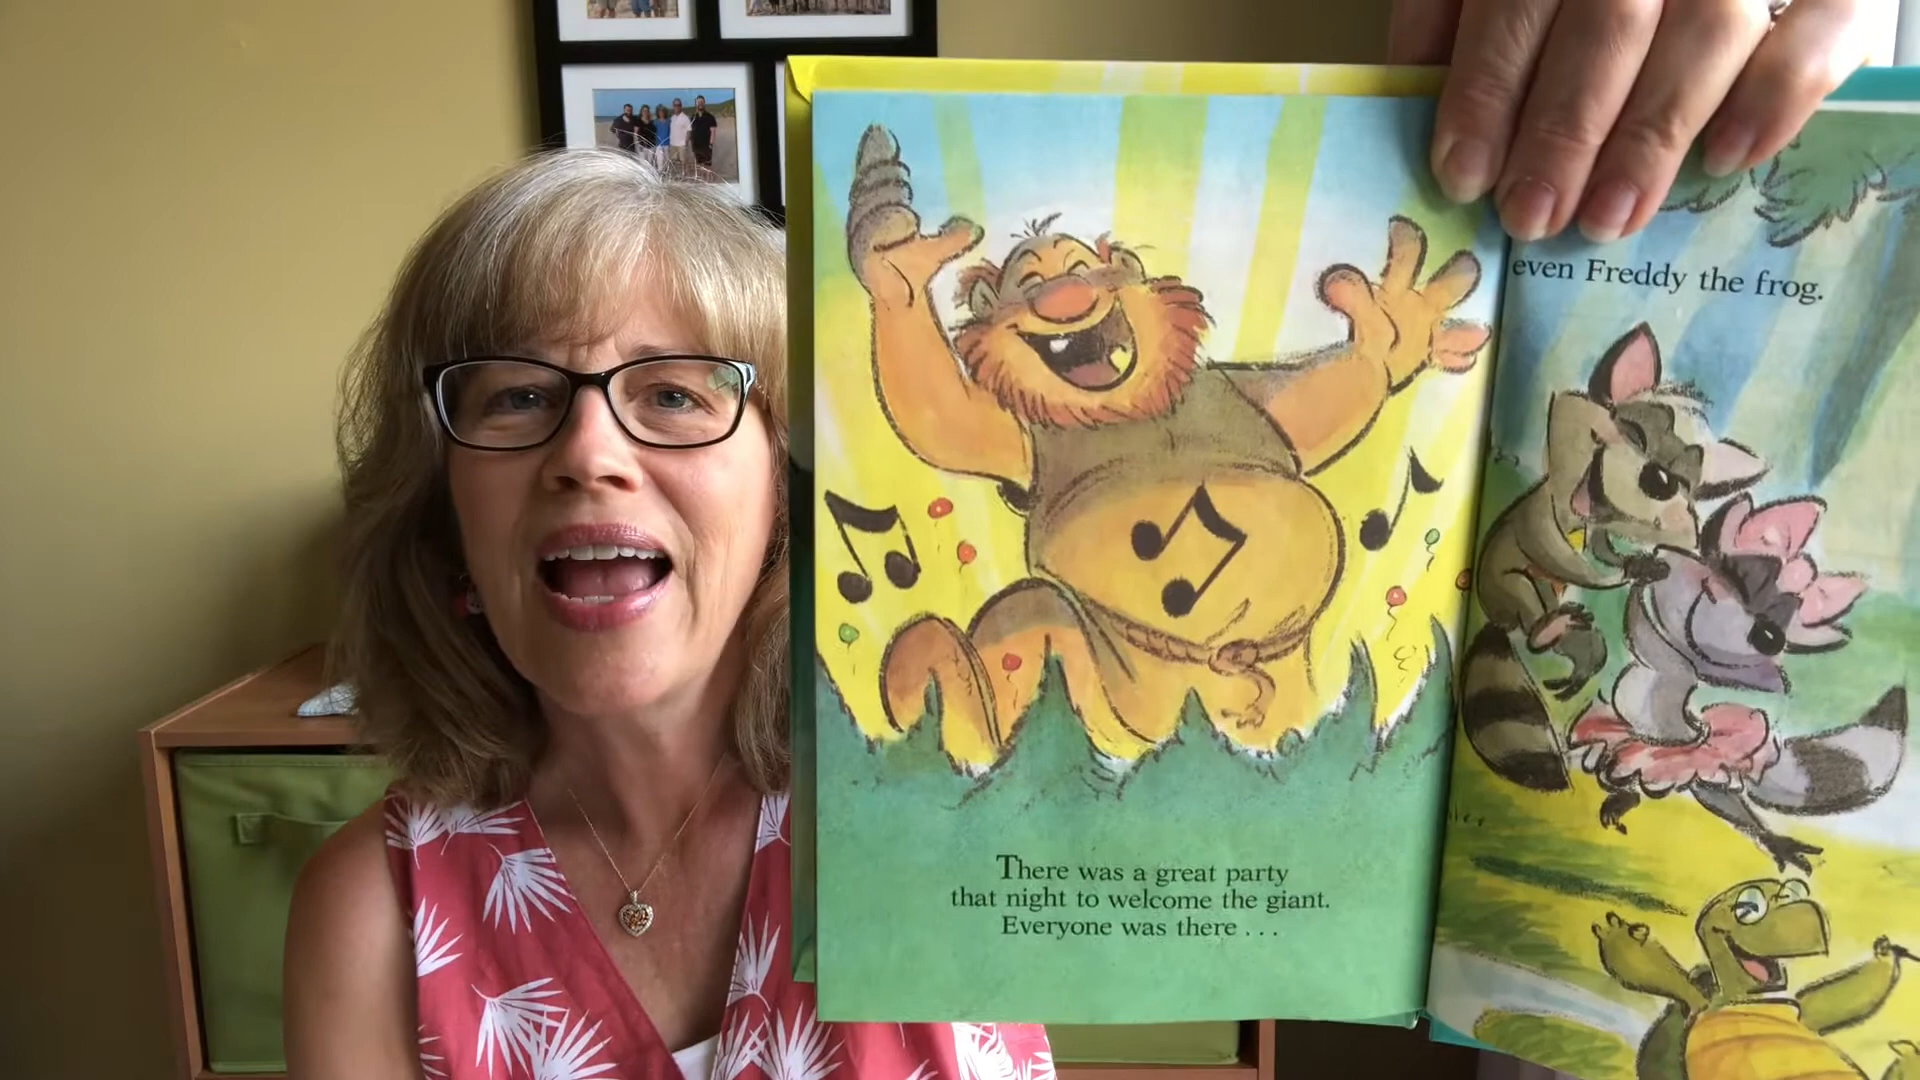 There was a great party
that night to welcome the giant.
Everyone was there . . .
even Freddy the frog.